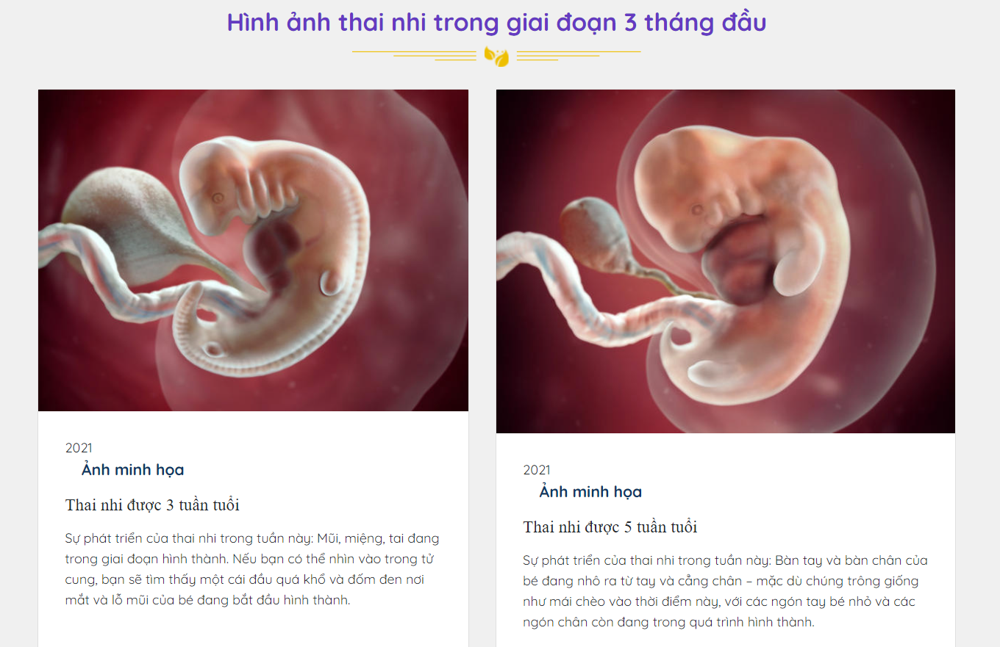 Hình ảnh thai nhi trong giai đoạn 3 tháng đầu
2021
Ảnh minh họa
Thai nhi được 3 tuần tuổi
Sự phát triển của thai nhi trong tuần này: Mũi, miệng, tai đang
trong giai đoạn hình thành. Nếu bạn có thể nhìn vào trong tử
cung, bạn sẽ tìm thấy một cái đầu quá khổ và đốm đen nơi
mắt và lỗ mũi của bé đang bắt đầu hình thành.
2021
Ảnh minh họa
Thai nhi được 5 tuần tuổi
Sự phát triển của thai nhi trong tuần này: Bàn tay và bàn chân của
bé đang nhô ra từ tay và cẳng chân – mặc dù chúng trông giống
như mái chèo vào thời điểm này, với các ngón tay bé nhỏ và các
ngón chân còn đang trong quá trình hình thành.